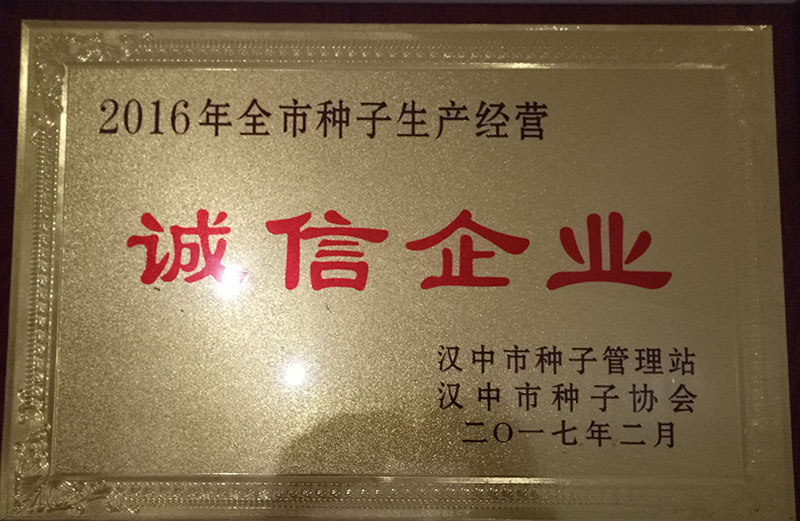 2016年全市种子生产经营
诚信企业
汉中市种子管理站
汉中市种子协会
二〇一七年二月